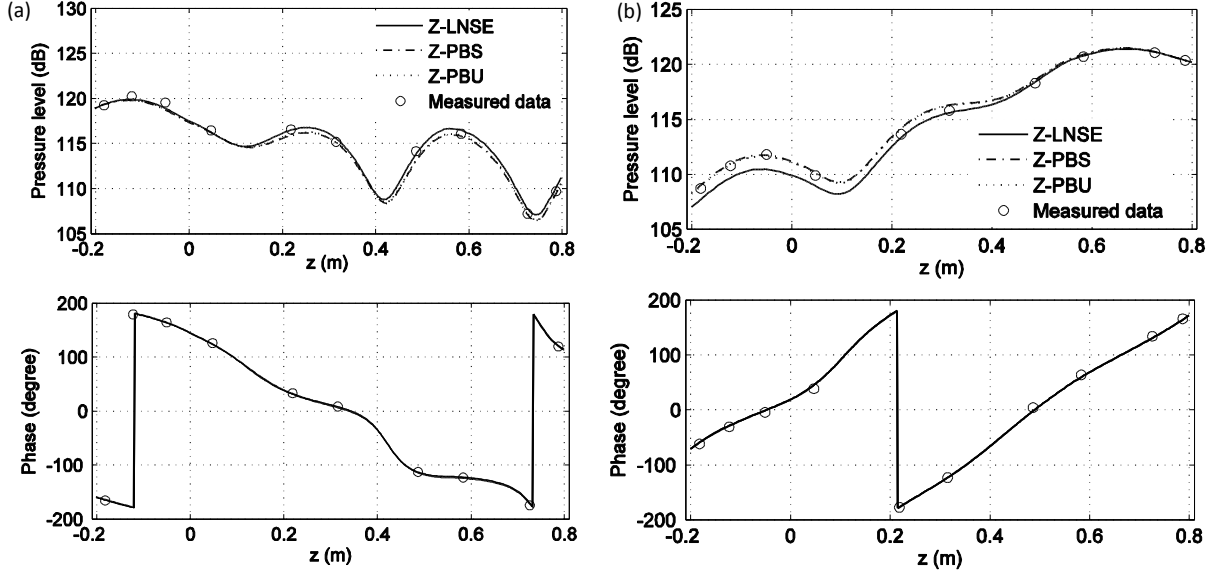 (a)
Pressure level (dB)
130
125
120
115
110
105
-0.2
0
0.2
0.4
0.6
0.8
z (m)
Z-LNSE
Z-PBS
Z-PBU
Measured data
(b)
Pressure level (dB)
125
120
115
110
105
-0.2
0
0.2
0.4
0.6
0.8
z (m)
Z-LNSE
Z-PBS
Z-PBU
Measured data
Phase (degree)
200
100
0
-100
-200
-0.2
0
0.2
0.4
0.6
0.8
z (m)
Phase (degree)
200
100
0
-100
-200
-0.2
0
0.2
0.4
0.6
0.8
z (m)